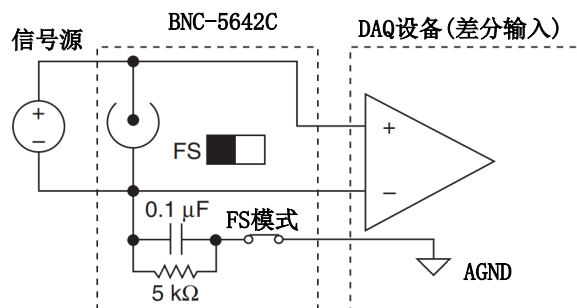 BNC-5642C
DAQ设备(差分输入)
信号源
+
−
FS
+
−
0.1 μF
FS模式
5 kΩ
AGND